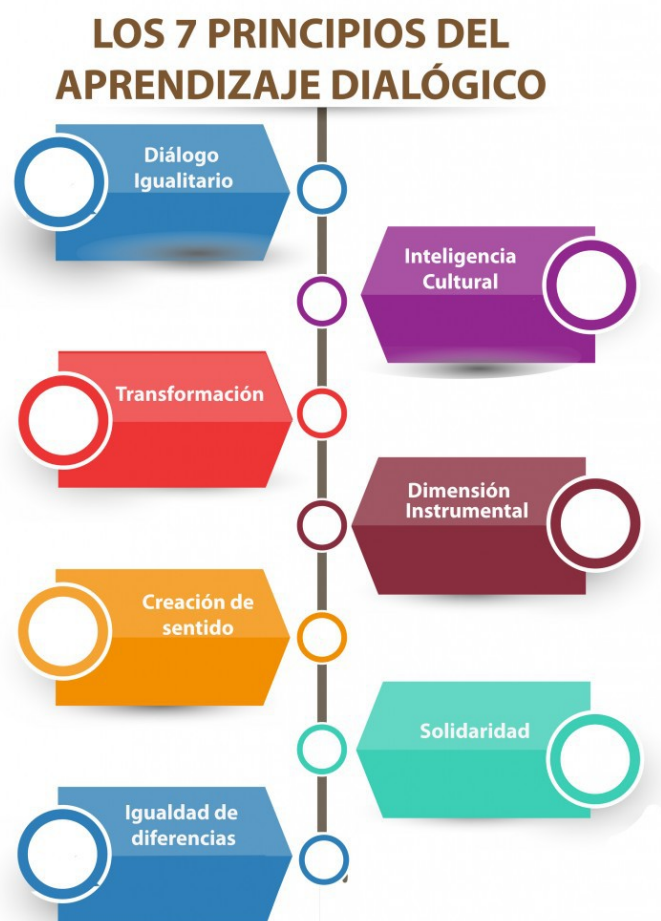 LOS 7 PRINCIPIOS DEL
APRENDIZAJE DIALÓGICO
Diálogo
Igualitario
Inteligencia
Cultural
Transformación
Dimensión
Instrumental
Creación de
sentido
Solidaridad
Igualdad de
diferencias